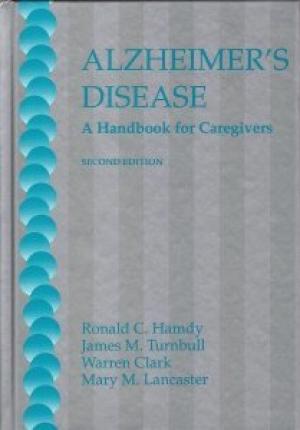 ALZHEIMER'S
DISEASE
A Handbook for Caregivers
SECOND EDITION
Ronald C. Hamdy
James M. Turnbull
Warren Clark
Mary M. Lancaster